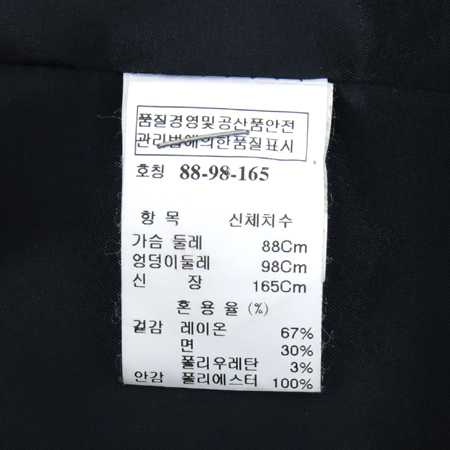 품질경영및공산품안전
관리법에의한품질표시
호칭 88-98-165
항 목 신체치수
가슴 둘레 88Cm
엉덩이둘레 98Cm
신 장 165Cm
혼 용 율 (%)
겉감 레이온 67%
면 30%
폴리우레탄 3%
안감 폴리에스터 100%